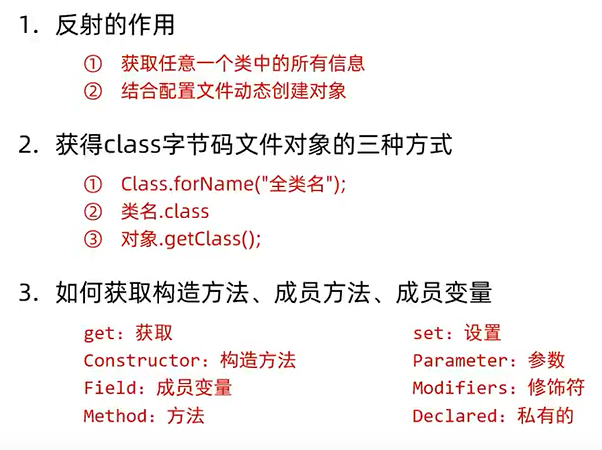 1. 反射的作用
① 获取任意一个类中的所有信息
② 结合配置文件动态创建对象
2. 获得class字节码文件对象的三种方式
① Class.forName("全类名");
② 类名.class
③ 对象.getClass();
3. 如何获取构造方法、成员方法、成员变量
get：获取 set：设置
Constructor：构造方法 Parameter：参数
Field：成员变量 Modifiers：修饰符
Method：方法 Declared：私有的